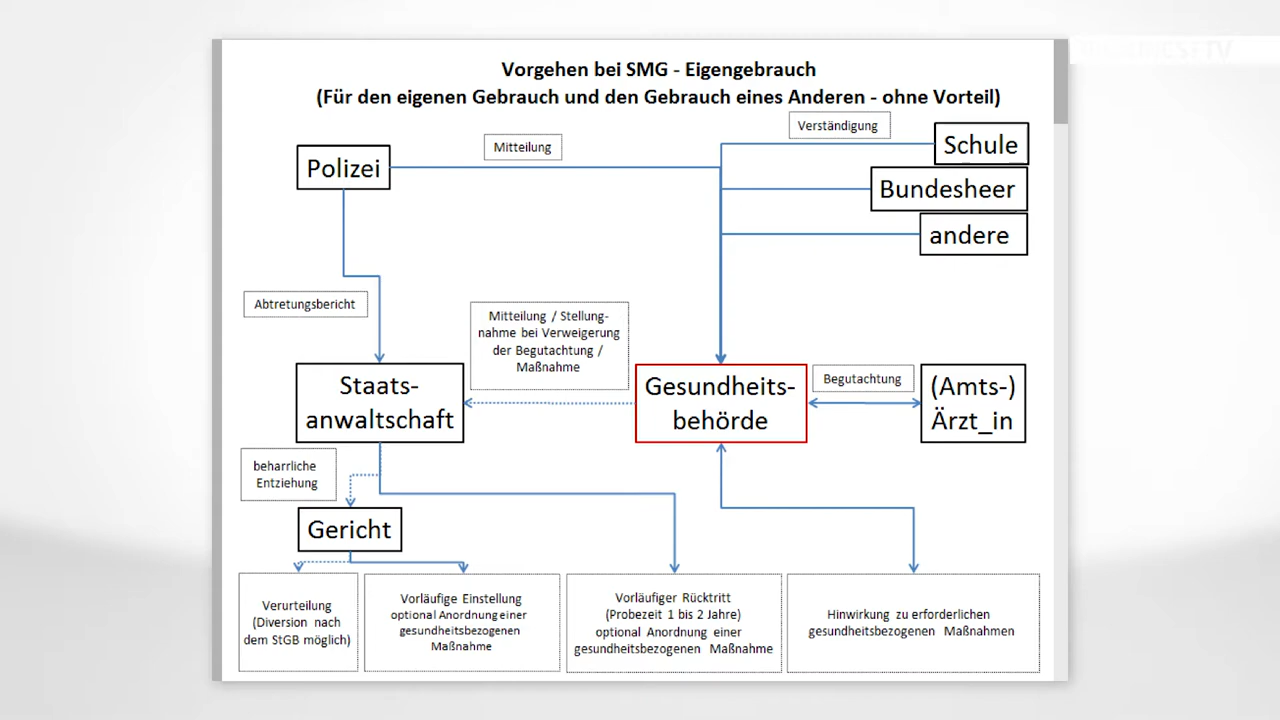 Vorgehen bei SMG - Eigengebrauch
(Für den eigenen Gebrauch und den Gebrauch eines Anderen - ohne Vorteil)
Verständigung
Schule
Mitteilung
Polizei
Bundesheer
andere
Abtretungsbericht
Mitteilung / Stellung-
nahme bei Verweigerung
der Begutachtung /
Maßnahme
Staats-
anwaltschaft
Gesundheits-
behörde
Begutachtung
(Amts-)
Ärzt_in
beharrliche
Entziehung
Gericht
Verurteilung
(Diversion nach
dem StGB möglich)
Vorläufige Einstellung
optional Anordnung einer
gesundheitsbezogenen
Maßnahme
Vorläufiger Rücktritt
(Probezeit 1 bis 2 Jahre)
optional Anordnung einer
gesundheitsbezogenen Maßnahme
Hinwirkung zu erforderlichen
gesundheitsbezogenen Maßnahmen